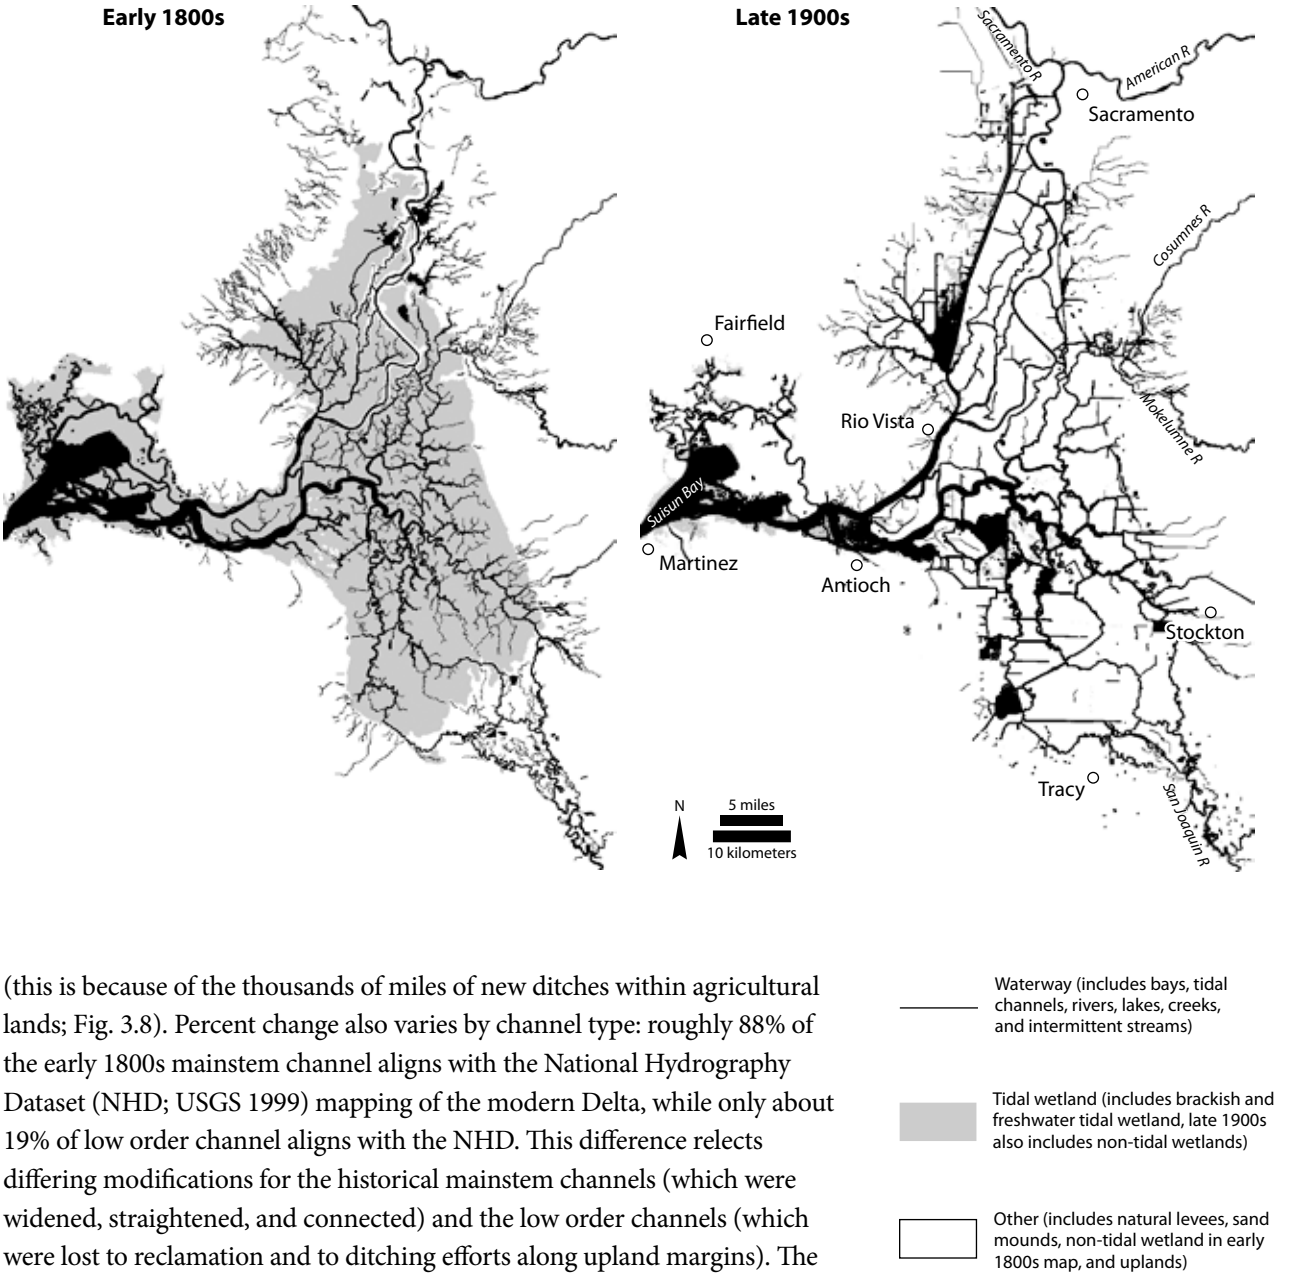 Early 1800s
Late 1900s
Sacramento R
American R
Sacramento
Cosumnes R
Fairfield
Rio Vista
Mokelumne R
Suisun Bay
Martinez
Antioch
Stockton
Tracy
San Joaquin R
N
5 miles
10 kilometers
(this is because of the thousands of miles of new ditches within agricultural
lands; Fig. 3.8). Percent change also varies by channel type: roughly 88% of
the early 1800s mainstem channel aligns with the National Hydrography
Dataset (NHD; USGS 1999) mapping of the modern Delta, while only about
19% of low order channel aligns with the NHD. This difference relects
differing modifications for the historical mainstem channels (which were
widened, straightened, and connected) and the low order channels (which
were lost to reclamation and to ditching efforts along upland margins). The
Waterway (includes bays, tidal
channels, rivers, lakes, creeks,
and intermittent streams)
Tidal wetland (includes brackish and
freshwater tidal wetland, late 1900s
also includes non-tidal wetlands)
Other (includes natural levees, sand
mounds, non-tidal wetland in early
1800s map, and uplands)